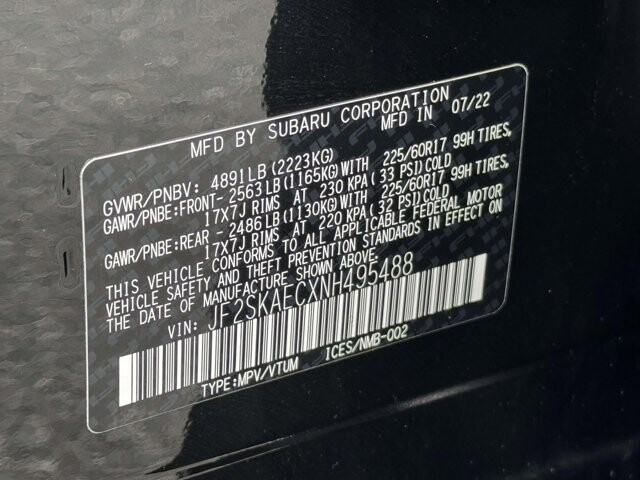 MFD BY SUBARU CORPORATION
MFD IN 07/22
GVWR/PNBV: 4891LB(2223KG)
GAWR/PNBE:FRONT- 2563LB(1165KG)WITH 225/60R17 99H TIRES,
17X7J RIMS AT 230 KPA( 33 PSI)COLD
GAWR/PNBE:REAR - 2486LB(1130KG)WITH 225/60R17 99H TIRES,
17X7J RIMS AT 220 KPA( 32 PSI)COLD
THIS VEHICLE CONFORMS TO ALL APPLICABLE FEDERAL MOTOR
VEHICLE SAFETY AND THEFT PREVENTION STANDARDS IN EFFECT ON
THE DATE OF MANUFACTURE SHOWN ABOVE.
VIN: JF2SKAECXNH495488
TYPE:MPV/VTUM ICES/NMB-002